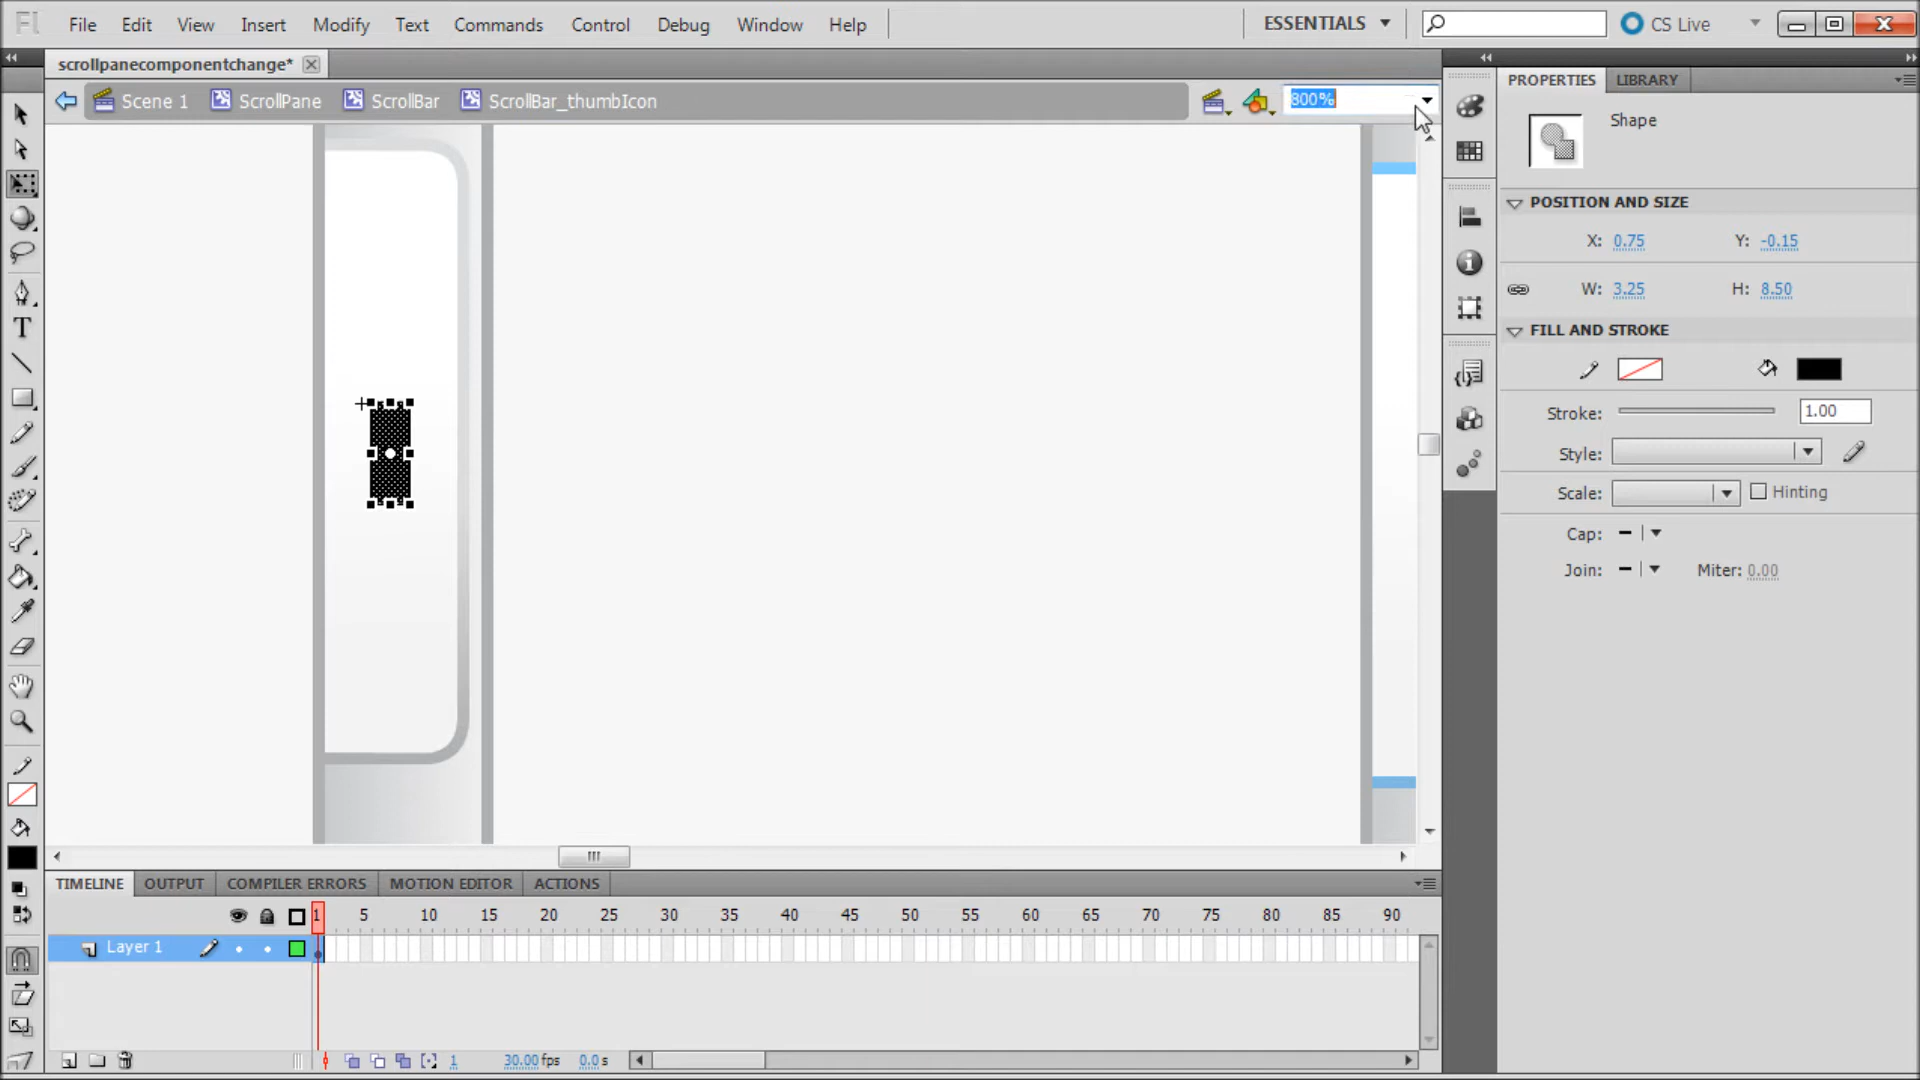 Fl File Edit View Insert Modify Text Commands Control Debug Window Help ESSENTIALS CS Live
scrollpanecomponentchange*
Scene 1 ScrollPane ScrollBar ScrollBar_thumbIcon 800%
PROPERTIES LIBRARY
Shape
POSITION AND SIZE
X: 0.75 Y: -0.15
W: 3.25 H: 8.50
FILL AND STROKE
Stroke: 1.00
Style:
Scale: Hinting
Cap:
Join: Miter: 0.00
TIMELINE OUTPUT COMPILER ERRORS MOTION EDITOR ACTIONS
1 5 10 15 20 25 30 35 40 45 50 55 60 65 70 75 80 85 90
Layer 1
1 30.00 fps 0.0 s